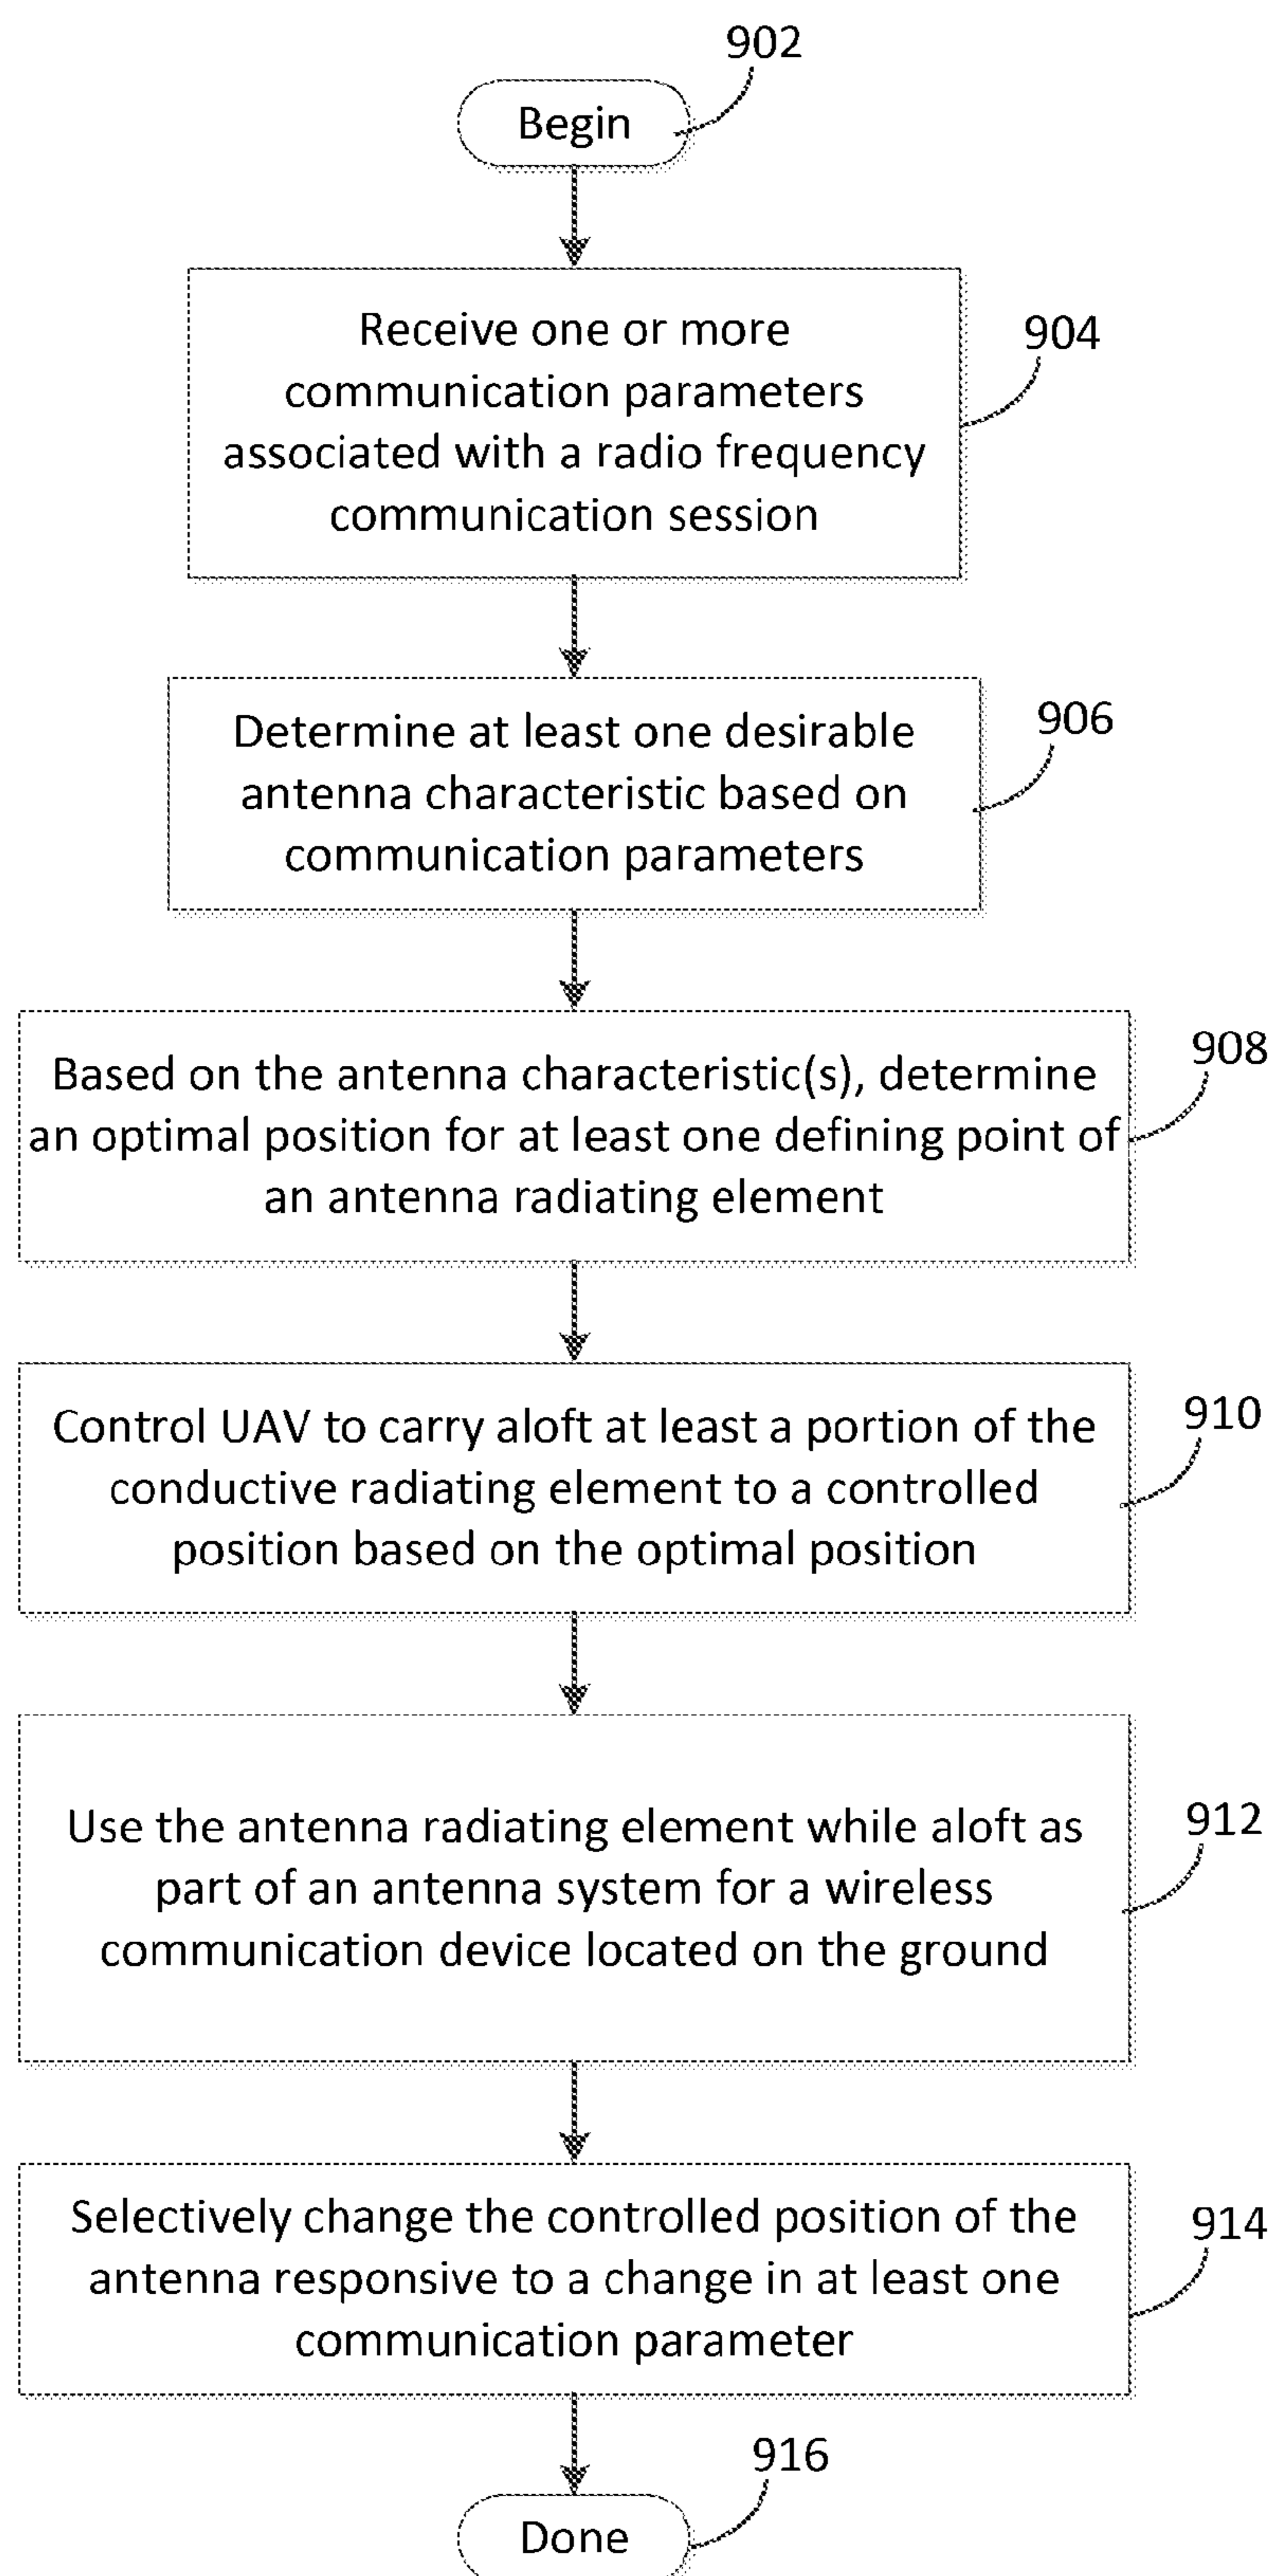 902
Begin
Receive one or more
communication parameters
associated with a radio frequency
communication session
904
Determine at least one desirable
antenna characteristic based on
communication parameters
906
Based on the antenna characteristic(s), determine
an optimal position for at least one defining point of
an antenna radiating element
908
Control UAV to carry aloft at least a portion of the
conductive radiating element to a controlled
position based on the optimal position
910
Use the antenna radiating element while aloft as
part of an antenna system for a wireless
communication device located on the ground
912
Selectively change the controlled position of the
antenna responsive to a change in at least one
communication parameter
914
916
Done